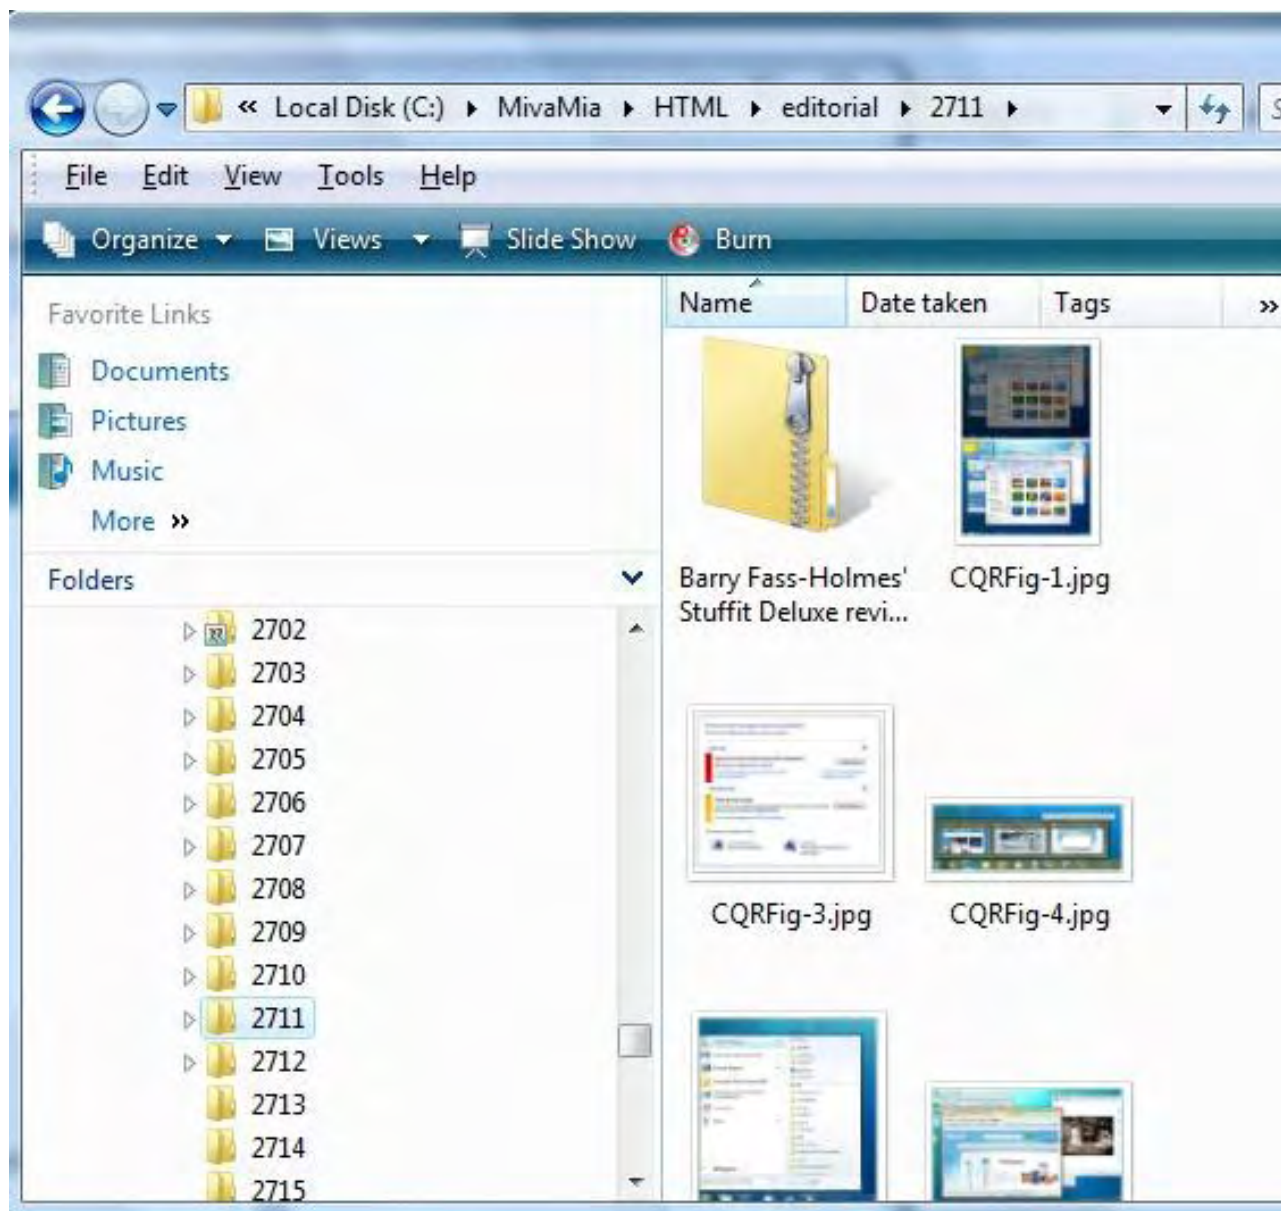 « Local Disk (C:) ▸ MivaMia ▸ HTML ▸ editorial ▸ 2711 ▸
File Edit View Tools Help
Organize Views Slide Show Burn
Favorite Links
Documents
Pictures
Music
More »
Folders
2702
2703
2704
2705
2706
2707
2708
2709
2710
2711
2712
2713
2714
2715
Name Date taken Tags »
Barry Fass-Holmes'
Stuffit Deluxe revi...
CQRFig-1.jpg
CQRFig-3.jpg
CQRFig-4.jpg